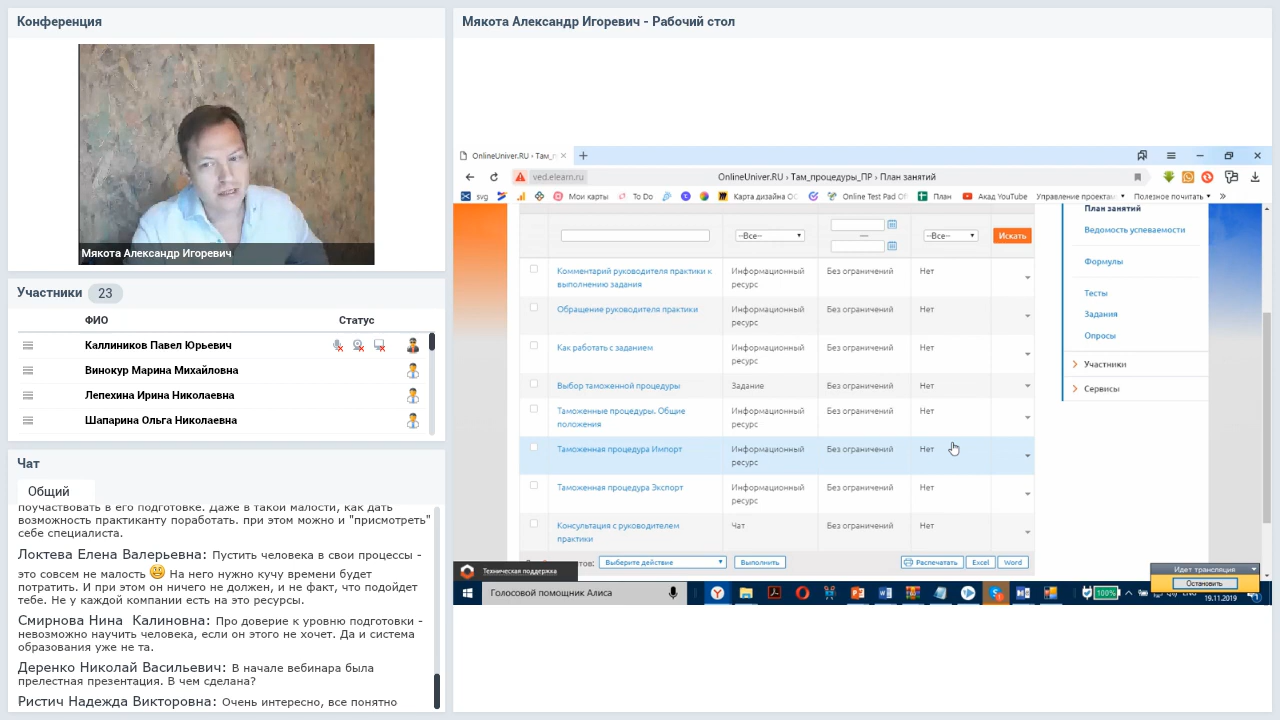 Конференция
Мякота Александр Игоревич
Участники 23
ФИО Статус
Каллиников Павел Юрьевич
Винокур Марина Михайловна
Лепехина Ирина Николаевна
Шапарина Ольга Николаевна
Чат
Общий
поучаствовать в его подготовке. Даже в такой малости, как дать
возможность практиканту поработать. при этом можно и "присмотреть"
себе специалиста.
Локтева Елена Валерьевна: Пустить человека в свои процессы -
это совсем не малость На него нужно кучу времени будет
потратить. И при этом он ничего не должен, и не факт, что подойдет
тебе. Не у каждой компании есть на это ресурсы.
Смирнова Нина Калиновна: Про доверие к уровню подготовки -
невозможно научить человека, если он этого не хочет. Да и система
образования уже не та.
Деренко Николай Васильевич: В начале вебинара была
прелестная презентация. В чем сделана?
Ристич Надежда Викторовна: Очень интересно, все понятно
Мякота Александр Игоревич - Рабочий стол
OnlineUniver.RU › Там_
ved.elearn.ru OnlineUniver.RU › Там_процедуры_ПР › План занятий
svg Мои карты To Do Карта дизайна ОС Online Test Pad Of План Акад YouTube Управление проектам Полезное почитать »
--Все-- — --Все-- Искать
Комментарий руководителя практики к выполнению задания Информационный ресурс Без ограничений Нет
Обращение руководителя практики Информационный ресурс Без ограничений Нет
Как работать с заданием Информационный ресурс Без ограничений Нет
Выбор таможенной процедуры Задание Без ограничений Нет
Таможенные процедуры. Общие положения Информационный ресурс Без ограничений Нет
Таможенная процедура Импорт Информационный ресурс Без ограничений Нет
Таможенная процедура Экспорт Информационный ресурс Без ограничений Нет
Консультация с руководителем практики Чат Без ограничений Нет
Выберите действие Выполнить Распечатать Excel Word
План занятий
Ведомость успеваемости
Формулы
Тесты
Задания
Опросы
Участники
Сервисы
Техническая поддержка
Идет трансляция
Остановить
Голосовой помощник Алиса
100%
19.11.2019